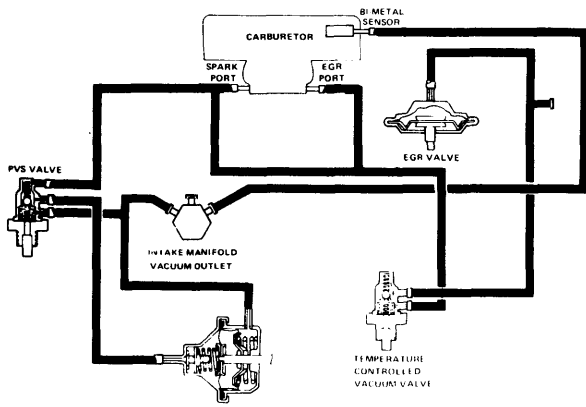 BI METAL
SENSOR
CARBURETOR
SPARK
PORT
EGR
PORT
EGR VALVE
PVS VALVE
INTAKE MANIFOLD
VACUUM OUTLET
TEMPERATURE
CONTROLLED
VACUUM VALVE